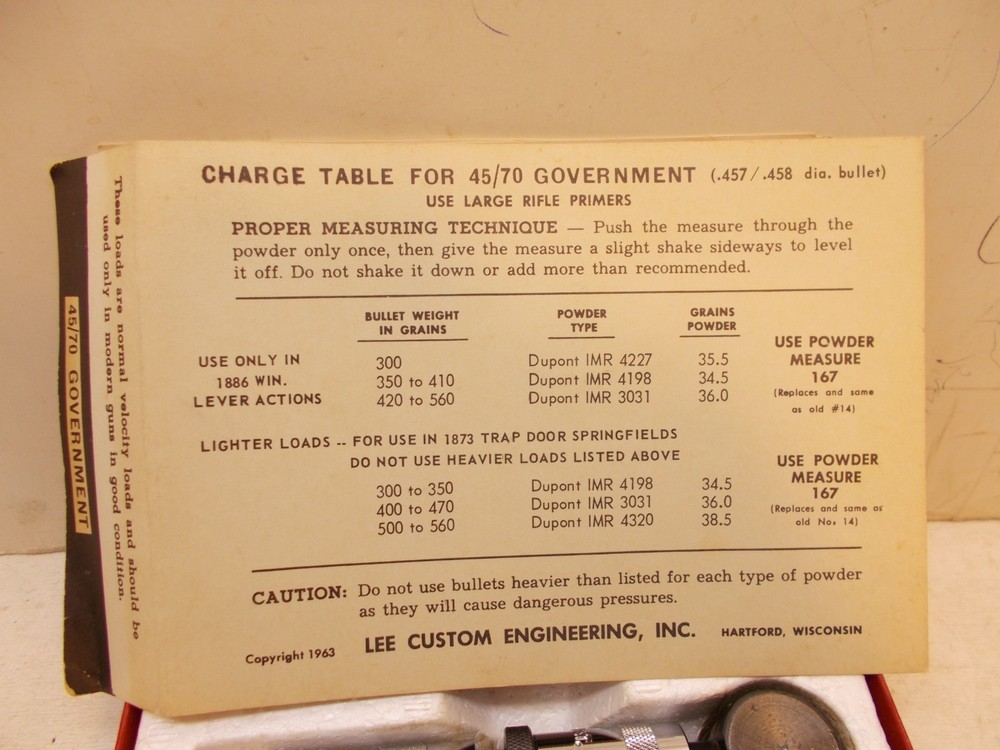 CHARGE TABLE FOR 45/70 GOVERNMENT (.457/.458 dia. bullet)
USE LARGE RIFLE PRIMERS
PROPER MEASURING TECHNIQUE — Push the measure through the
powder only once, then give the measure a slight shake sideways to level
it off. Do not shake it down or add more than recommended.
BULLET WEIGHT IN GRAINS POWDER TYPE GRAINS POWDER
USE ONLY IN 300 Dupont IMR 4227 35.5
1886 WIN. 350 to 410 Dupont IMR 4198 34.5
LEVER ACTIONS 420 to 560 Dupont IMR 3031 36.0
USE POWDER
MEASURE
167
(Replaces and same
as old #14)
LIGHTER LOADS -- FOR USE IN 1873 TRAP DOOR SPRINGFIELDS
DO NOT USE HEAVIER LOADS LISTED ABOVE
300 to 350 Dupont IMR 4198 34.5
400 to 470 Dupont IMR 3031 36.0
500 to 560 Dupont IMR 4320 38.5
USE POWDER
MEASURE
167
(Replaces and same as
old No. 14)
CAUTION: Do not use bullets heavier than listed for each type of powder
as they will cause dangerous pressures.
Copyright 1963 LEE CUSTOM ENGINEERING, INC. HARTFORD, WISCONSIN
These loads are normal velocity loads and should be
used only in modern guns in good condition.
45/70 GOVERNMENT